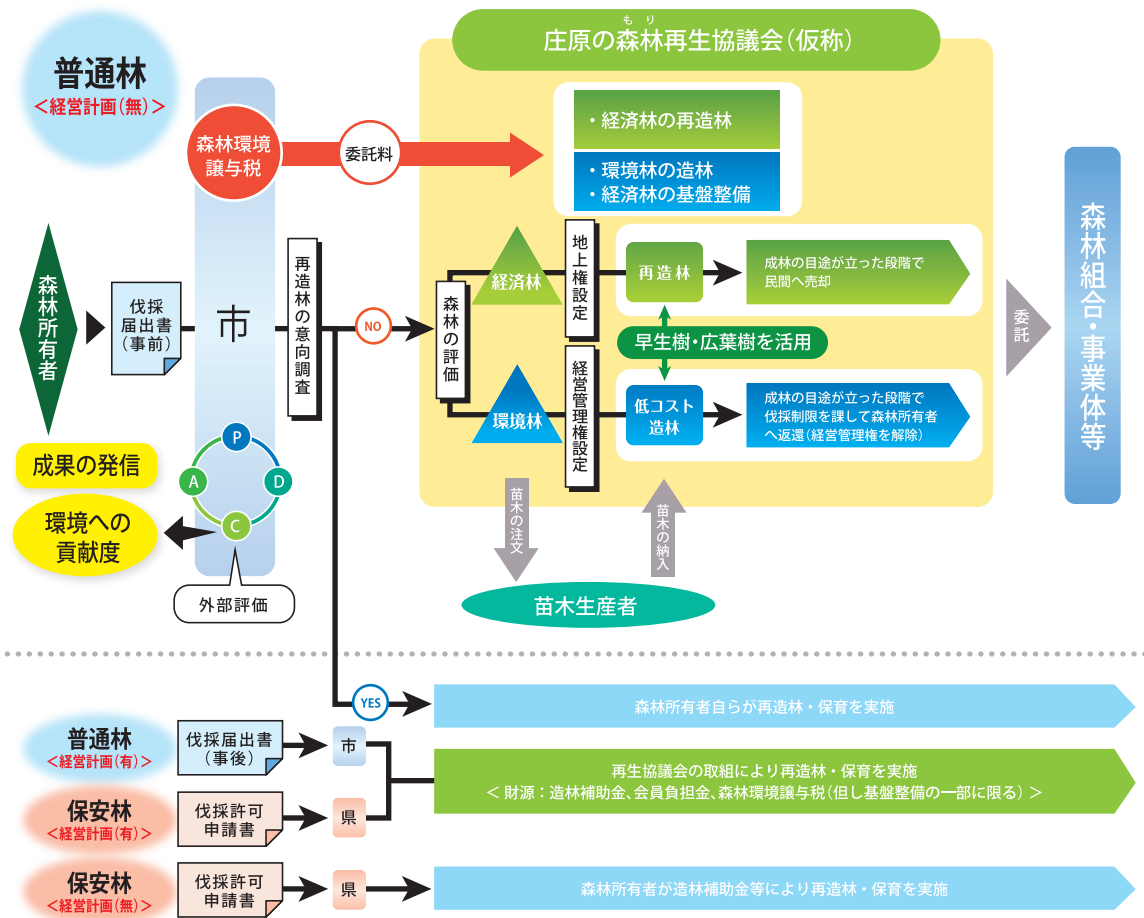 もり
庄原の森林再生協議会(仮称)
普通林
<経営計画(無)>
森林環境
譲与税
委託料
・経済林の再造林
・環境林の造林
・経済林の基盤整備
森林所有者
伐採
届出書
(事前)
市
再造林の意向調査
NO
森林の評価
経済林
地上権設定
再造林
成林の目途が立った段階で
民間へ売却
早生樹・広葉樹を活用
環境林
経営管理権設定
低コスト
造林
成林の目途が立った段階で
伐採制限を課して森林所有者
へ返還(経営管理権を解除)
委託
森林組合・事業体等
成果の発信
環境への
貢献度
P
A
D
C
外部評価
苗木の注文
苗木の納入
苗木生産者
YES
森林所有者自らが再造林・保育を実施
普通林
<経営計画(有)>
伐採届出書
(事後)
市
再生協議会の取組により再造林・保育を実施
< 財源:造林補助金、会員負担金、森林環境譲与税(但し基盤整備の一部に限る) >
保安林
<経営計画(有)>
伐採許可
申請書
県
保安林
<経営計画(無)>
伐採許可
申請書
県
森林所有者が造林補助金等により再造林・保育を実施